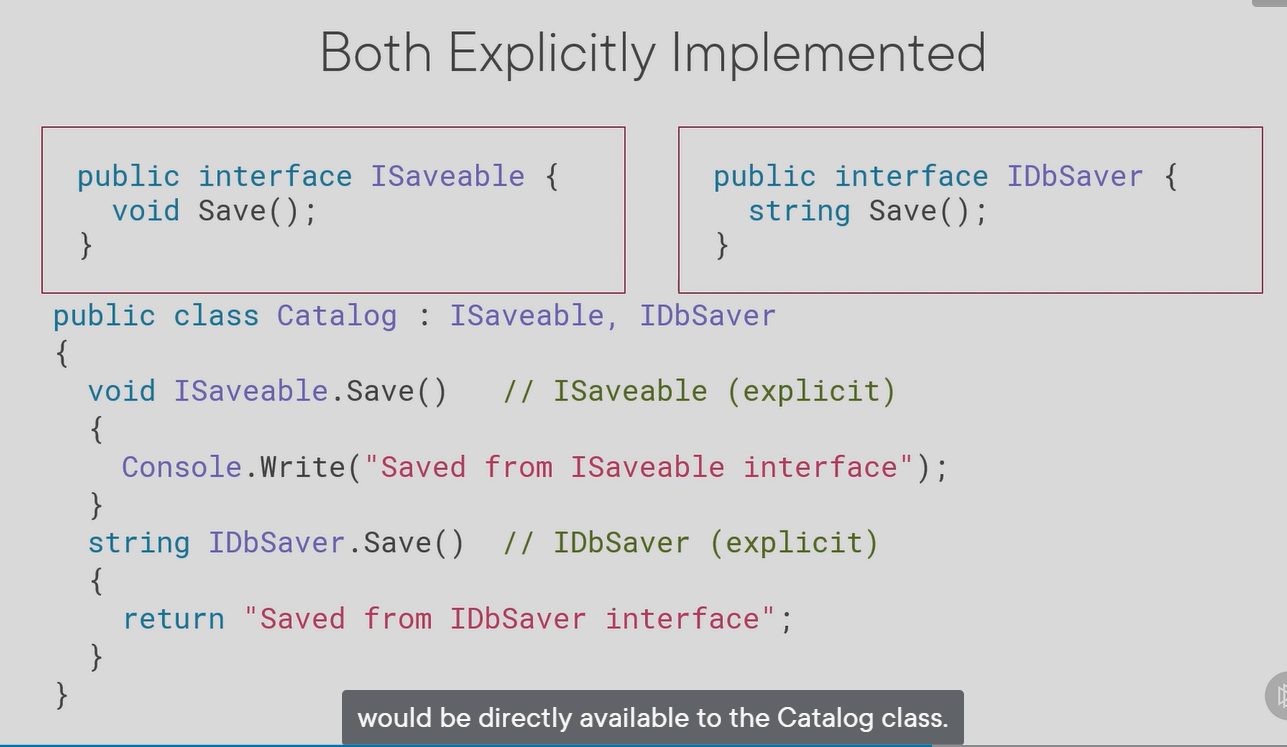 Both Explicitly Implemented
public interface ISaveable {
  void Save();
}
public interface IDbSaver {
  string Save();
}
public class Catalog : ISaveable, IDbSaver
{
  void ISaveable.Save()   // ISaveable (explicit)
  {
    Console.Write("Saved from ISaveable interface");
  }
  string IDbSaver.Save()  // IDbSaver (explicit)
  {
    return "Saved from IDbSaver interface";
  }
}
would be directly available to the Catalog class.